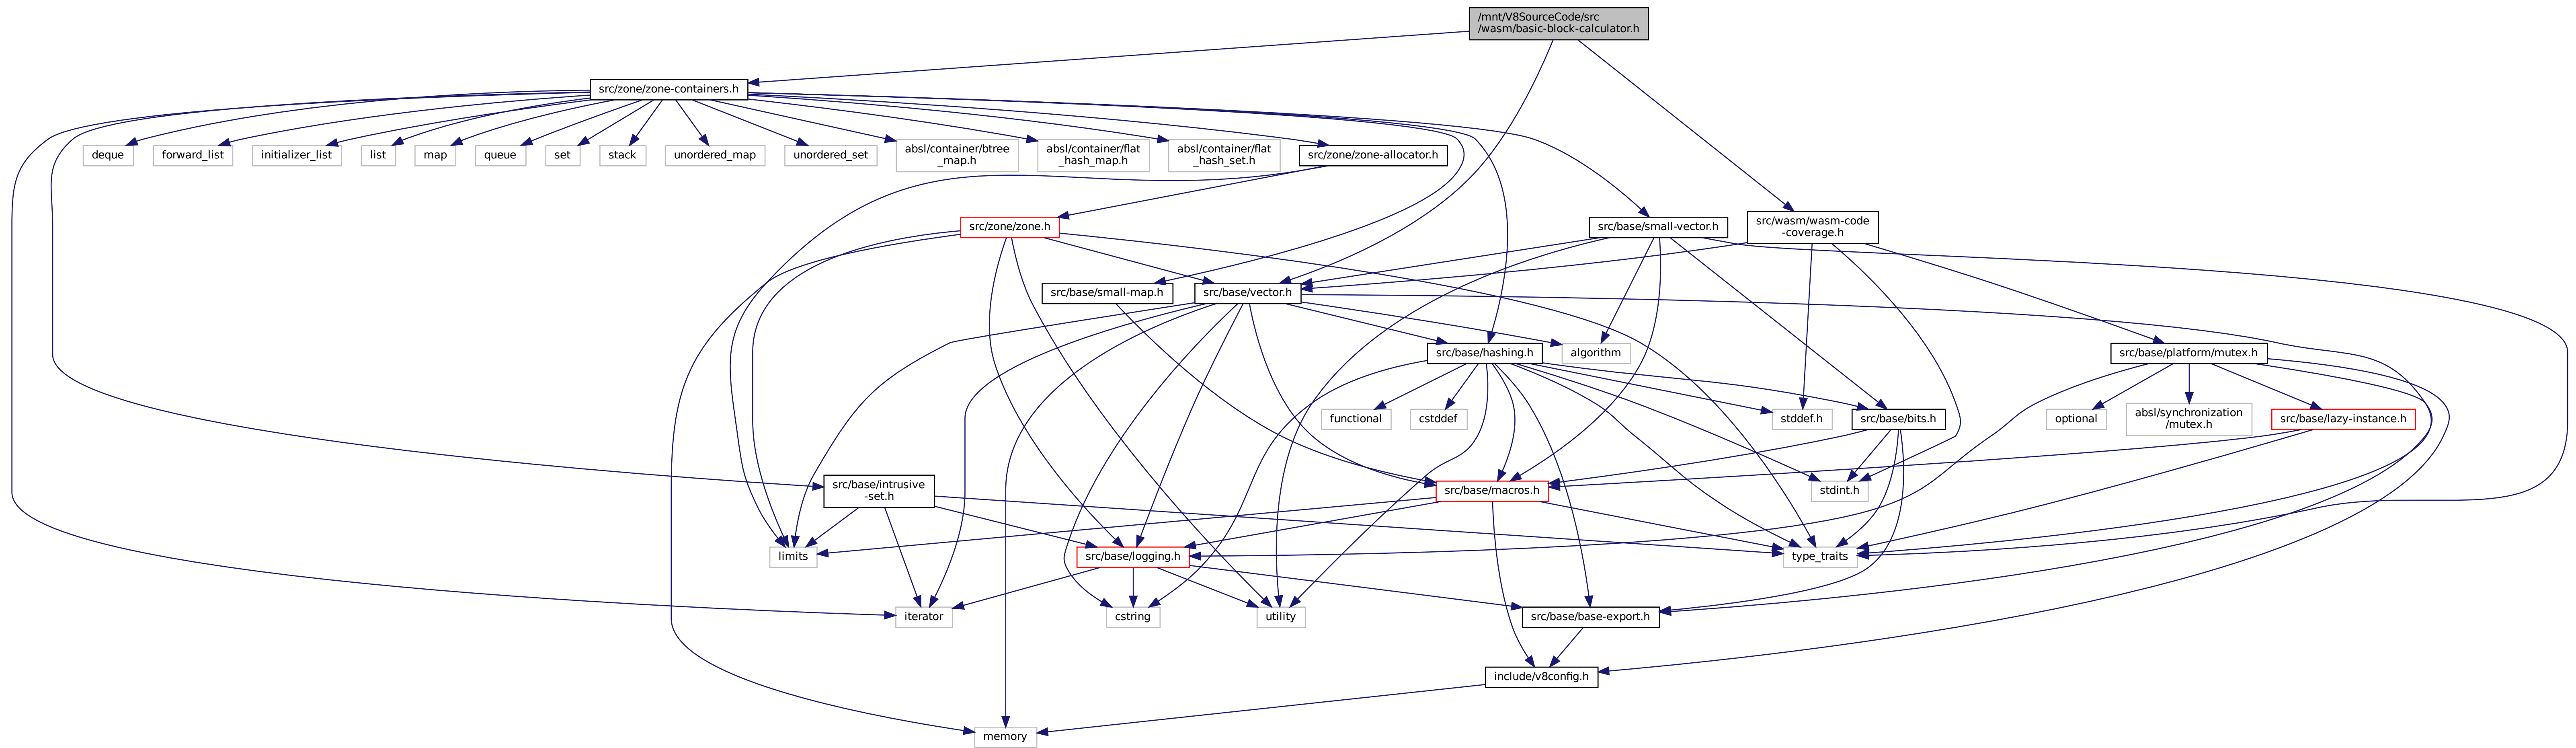 /mnt/V8SourceCode/src
/wasm/basic-block-calculator.h
src/zone/zone-containers.h
deque
forward_list
initializer_list
list
map
queue
set
stack
unordered_map
unordered_set
absl/container/btree
_map.h
absl/container/flat
_hash_map.h
absl/container/flat
_hash_set.h
src/zone/zone-allocator.h
src/zone/zone.h
src/base/small-vector.h
src/wasm/wasm-code
-coverage.h
src/base/small-map.h
src/base/vector.h
src/base/hashing.h
algorithm
src/base/platform/mutex.h
functional
cstddef
stddef.h
src/base/bits.h
optional
absl/synchronization
/mutex.h
src/base/lazy-instance.h
src/base/intrusive
-set.h
src/base/macros.h
stdint.h
limits
src/base/logging.h
type_traits
iterator
cstring
utility
src/base/base-export.h
include/v8config.h
memory